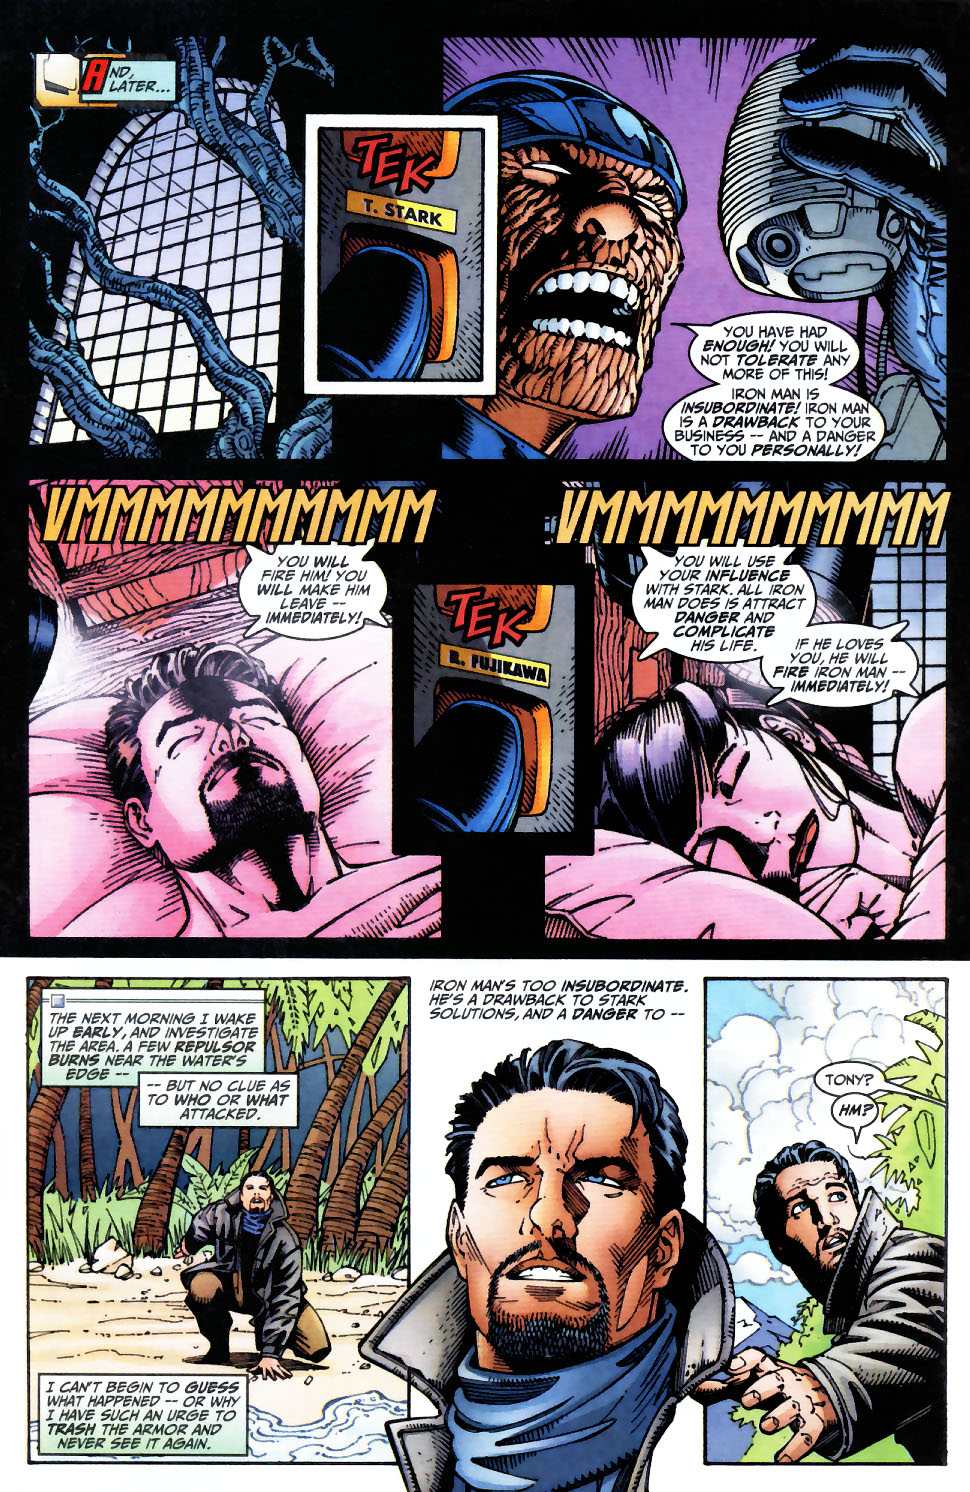 AND,
LATER...
TEK
T. STARK
YOU HAVE HAD
ENOUGH! YOU WILL
NOT TOLERATE ANY
MORE OF THIS!
IRON MAN IS
INSUBORDINATE! IRON MAN
IS A DRAWBACK TO YOUR
BUSINESS -- AND A DANGER
TO YOU PERSONALLY!
VMMMMMMMMMMM
YOU WILL
FIRE HIM! YOU
WILL MAKE HIM
LEAVE --
IMMEDIATELY!
TEK
R. FUJIKAWA
VMMMMMMMMMMM
YOU WILL USE
YOUR INFLUENCE
WITH STARK. ALL IRON
MAN DOES IS ATTRACT
DANGER AND
COMPLICATE
HIS LIFE.
IF HE LOVES
YOU, HE WILL
FIRE IRON MAN --
IMMEDIATELY!
THE NEXT MORNING I WAKE
UP EARLY, AND INVESTIGATE
THE AREA. A FEW REPULSOR
BURNS NEAR THE WATER'S
EDGE --
-- BUT NO CLUE AS
TO WHO OR WHAT
ATTACKED.
I CAN'T BEGIN TO GUESS
WHAT HAPPENED -- OR WHY
I HAVE SUCH AN URGE TO
TRASH THE ARMOR AND
NEVER SEE IT AGAIN.
IRON MAN'S TOO INSUBORDINATE.
HE'S A DRAWBACK TO STARK
SOLUTIONS, AND A DANGER TO --
TONY?
HM?